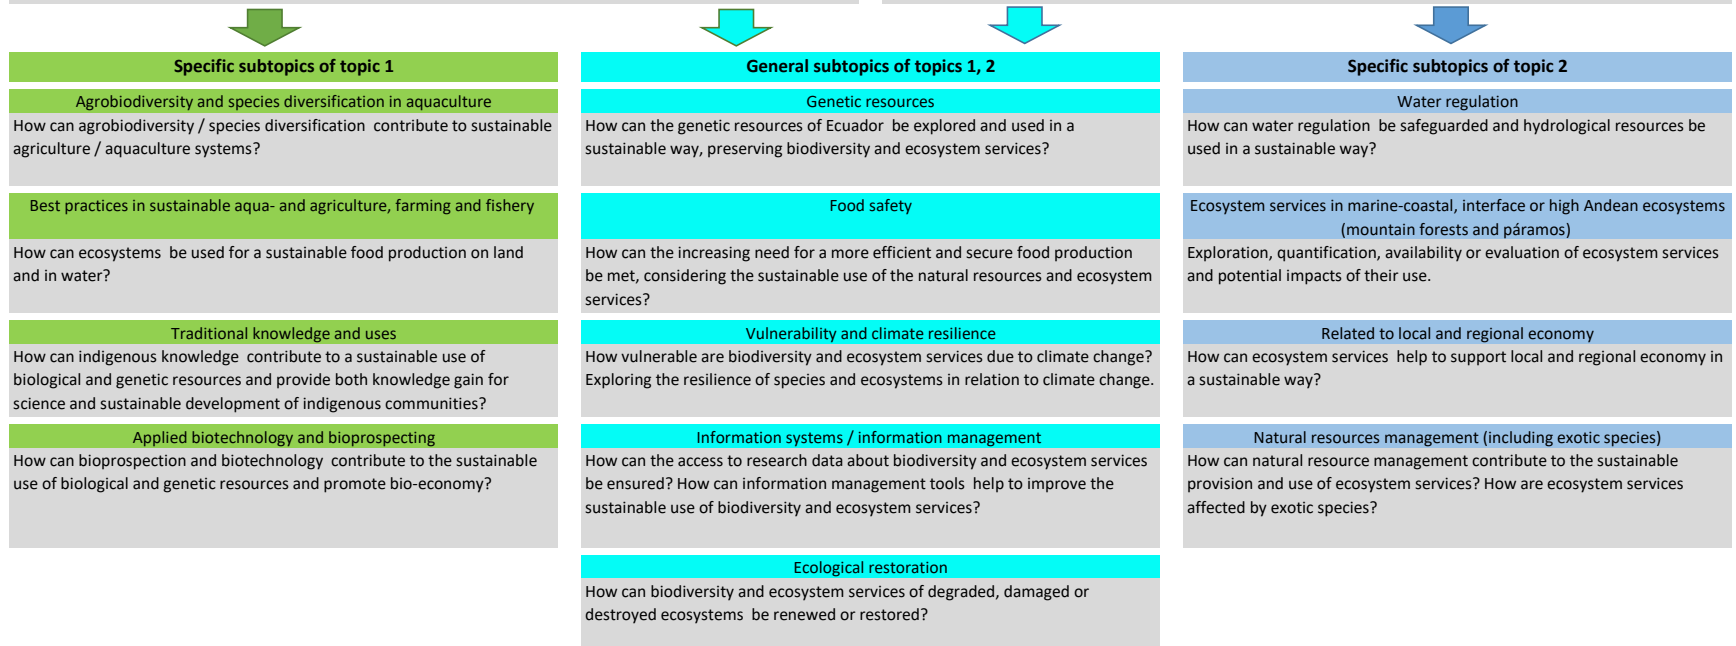 Specific subtopics of topic 1
Agrobiodiversity and species diversification in aquaculture
How can agrobiodiversity / species diversification contribute to sustainable
agriculture / aquaculture systems?
Best practices in sustainable aqua- and agriculture, farming and fishery
How can ecosystems be used for a sustainable food production on land
and in water?
Traditional knowledge and uses
How can indigenous knowledge contribute to a sustainable use of
biological and genetic resources and provide both knowledge gain for
science and sustainable development of indigenous communities?
Applied biotechnology and bioprospecting
How can bioprospection and biotechnology contribute to the sustainable
use of biological and genetic resources and promote bio-economy?
General subtopics of topics 1, 2
Genetic resources
How can the genetic resources of Ecuador be explored and used in a
sustainable way, preserving biodiversity and ecosystem services?
Food safety
How can the increasing need for a more efficient and secure food production
be met, considering the sustainable use of the natural resources and ecosystem
services?
Vulnerability and climate resilience
How vulnerable are biodiversity and ecosystem services due to climate change?
Exploring the resilience of species and ecosystems in relation to climate change.
Information systems / information management
How can the access to research data about biodiversity and ecosystem services
be ensured? How can information management tools help to improve the
sustainable use of biodiversity and ecosystem services?
Ecological restoration
How can biodiversity and ecosystem services of degraded, damaged or
destroyed ecosystems be renewed or restored?
Specific subtopics of topic 2
Water regulation
How can water regulation be safeguarded and hydrological resources be
used in a sustainable way?
Ecosystem services in marine-coastal, interface or high Andean ecosystems
(mountain forests and páramos)
Exploration, quantification, availability or evaluation of ecosystem services
and potential impacts of their use.
Related to local and regional economy
How can ecosystem services help to support local and regional economy in
a sustainable way?
Natural resources management (including exotic species)
How can natural resource management contribute to the sustainable
provision and use of ecosystem services? How are ecosystem services
affected by exotic species?